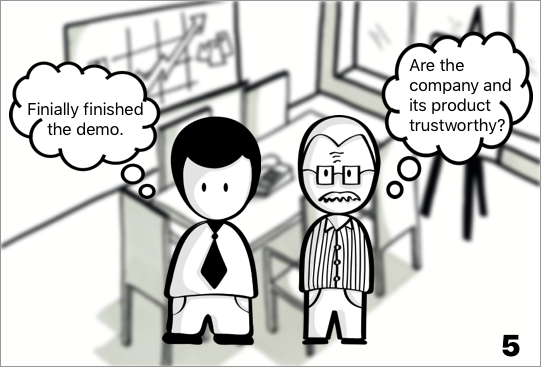 Finially finished
the demo.
Are the
company and
its product
trustworthy?
5